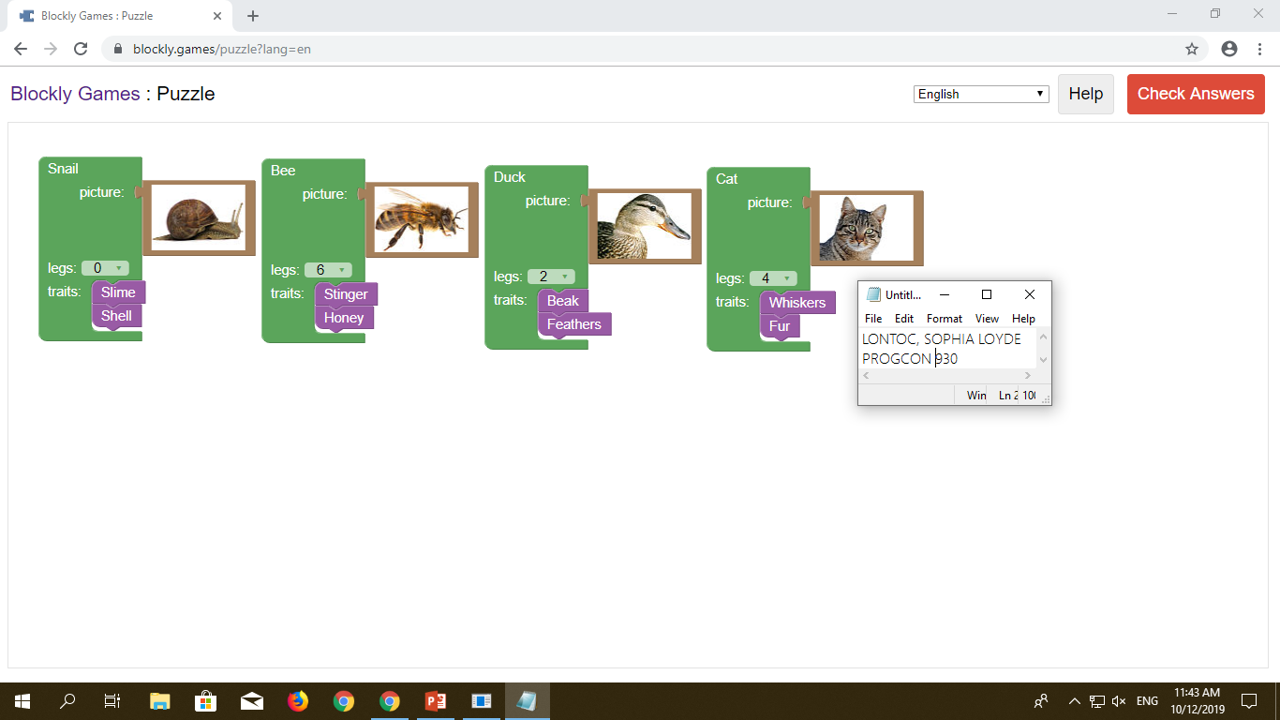 Blockly Games : Puzzle
blockly.games/puzzle?lang=en
Blockly Games : Puzzle
English
Help
Check Answers
Snail
picture:
legs: 0
traits: Slime
Shell
Bee
picture:
legs: 6
traits: Stinger
Honey
Duck
picture:
legs: 2
traits: Beak
Feathers
Cat
picture:
legs: 4
traits: Whiskers
Fur
Untitl...
File Edit Format View Help
LONTOC, SOPHIA LOYDE
PROGCON 930
Win Ln 2 100
ENG
11:43 AM
10/12/2019